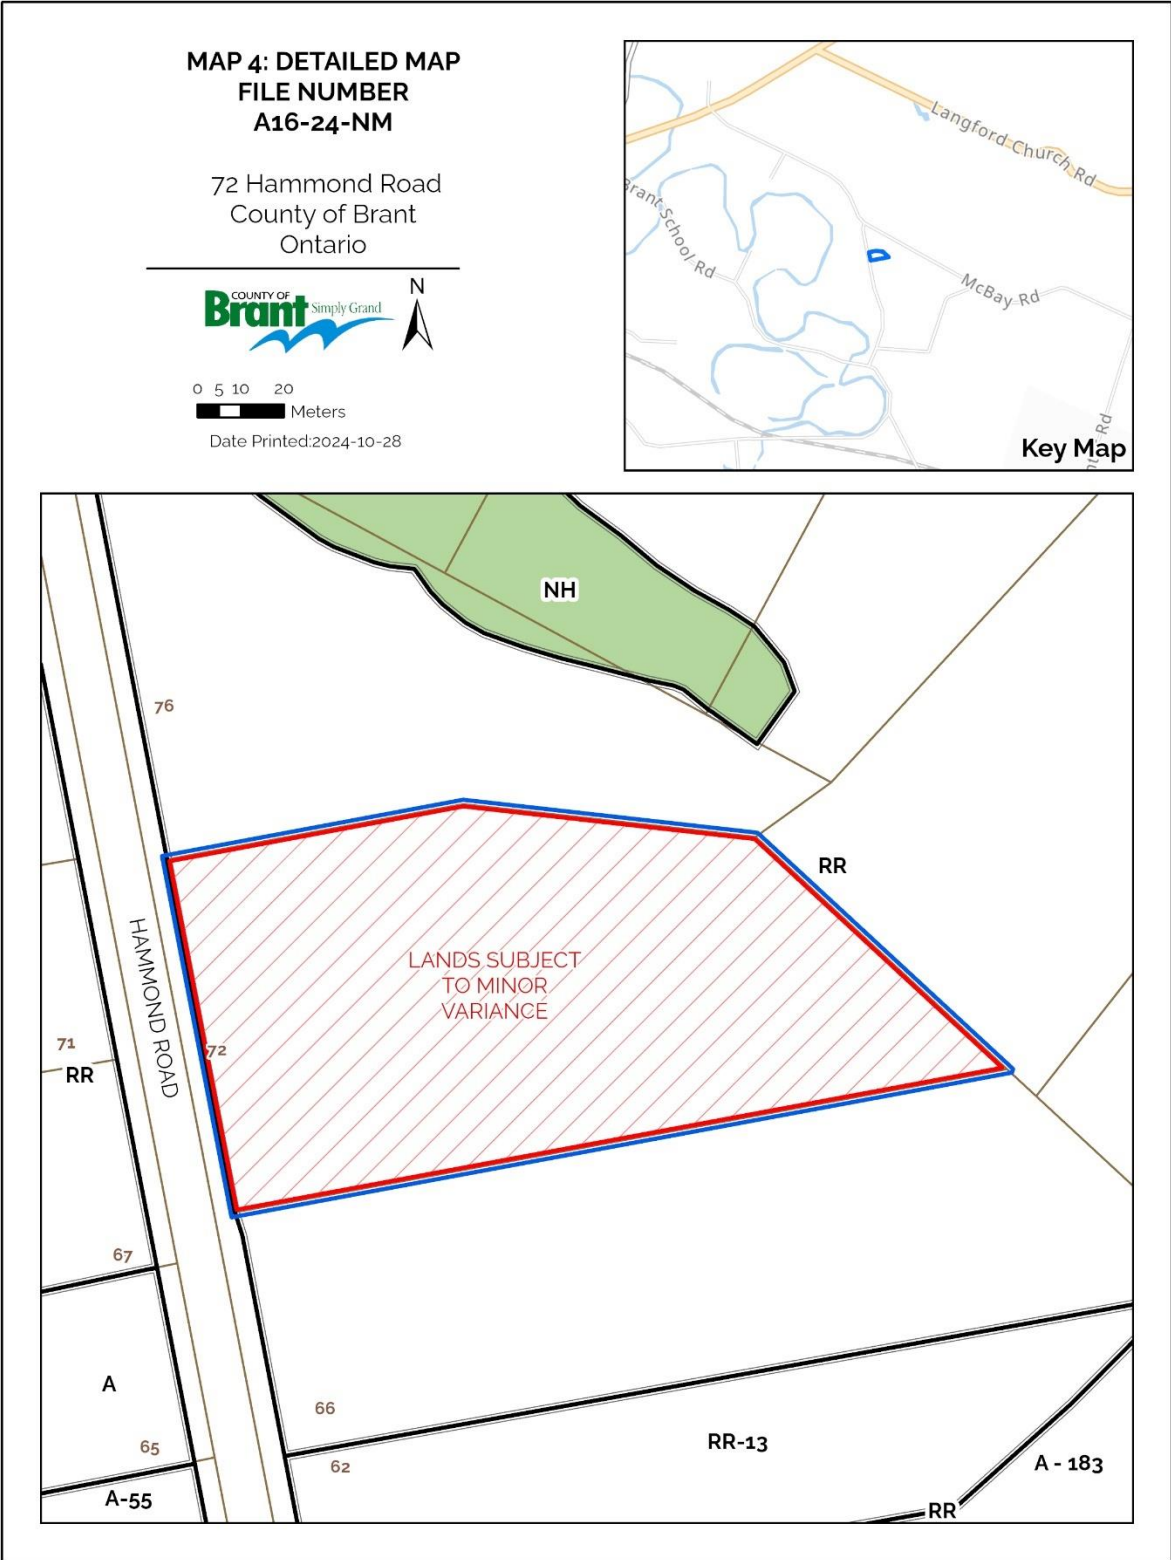 MAP 4: DETAILED MAP
FILE NUMBER
A16-24-NM
72 Hammond Road
County of Brant
Ontario
COUNTY OF
Brant Simply Grand
N
0 5 10 20
Meters
Date Printed:2024-10-28
Langford Church Rd
Brant School Rd
McBay Rd
Rd
Key Map
NH
76
RR
LANDS SUBJECT
TO MINOR
VARIANCE
HAMMOND ROAD
71
72
RR
67
A
66
65
62
RR-13
A - 183
A-55
RR